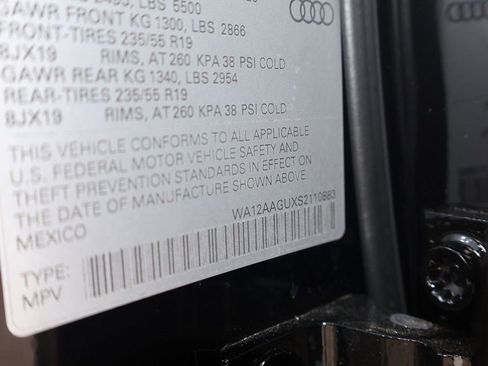 LBS 5500
GAWR FRONT KG 1300, LBS 2866
FRONT-TIRES 235/55 R19
8JX19 RIMS, AT 260 KPA 38 PSI COLD
GAWR REAR KG 1340, LBS 2954
REAR-TIRES 235/55 R19
8JX19 RIMS, AT 260 KPA 38 PSI COLD
THIS VEHICLE CONFORMS TO ALL APPLICABLE
U.S. FEDERAL MOTOR VEHICLE SAFETY AND
THEFT PREVENTION STANDARDS IN EFFECT ON
THE DATE OF MANUFACTURE SHOWN ABOVE.
MEXICO WA12AAGUXS2110883
TYPE:
MPV